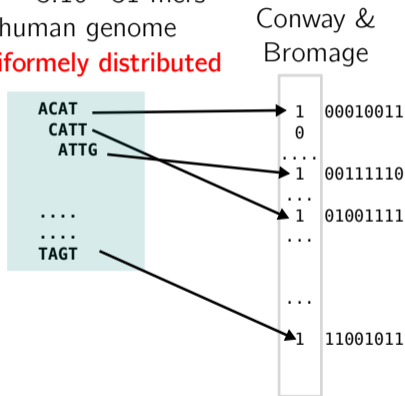 human genome
iformely distributed
Conway &
Bromage
ACAT
CATT
ATTG
....
....
TAGT
1 00010011
0
....
1 00111110
...
1 01001111
...
...
1 11001011